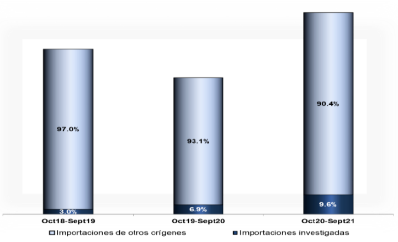 97.0%
93.1%
90.4%
3.0%
6.9%
9.6%
Oct18-Sept19
Oct19-Sept20
Oct20-Sept21
Importaciones de otros crígenes
Importaciones investigadas